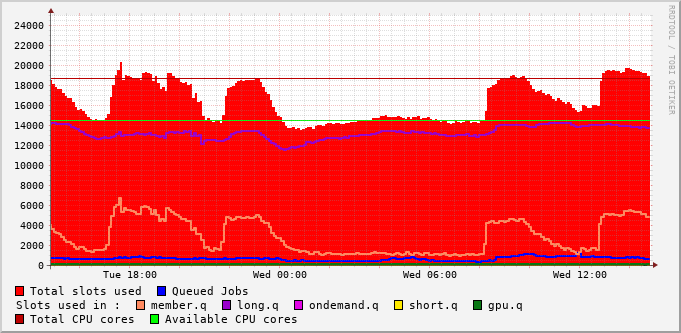 24000
22000
20000
18000
16000
14000
12000
10000
8000
6000
4000
2000
0
Tue 18:00 Wed 00:00 Wed 06:00 Wed 12:00
RRDTOOL / TOBI OETIKER
Total slots used Queued Jobs
Slots used in : member.q long.q ondemand.q short.q gpu.q
Total CPU cores Available CPU cores